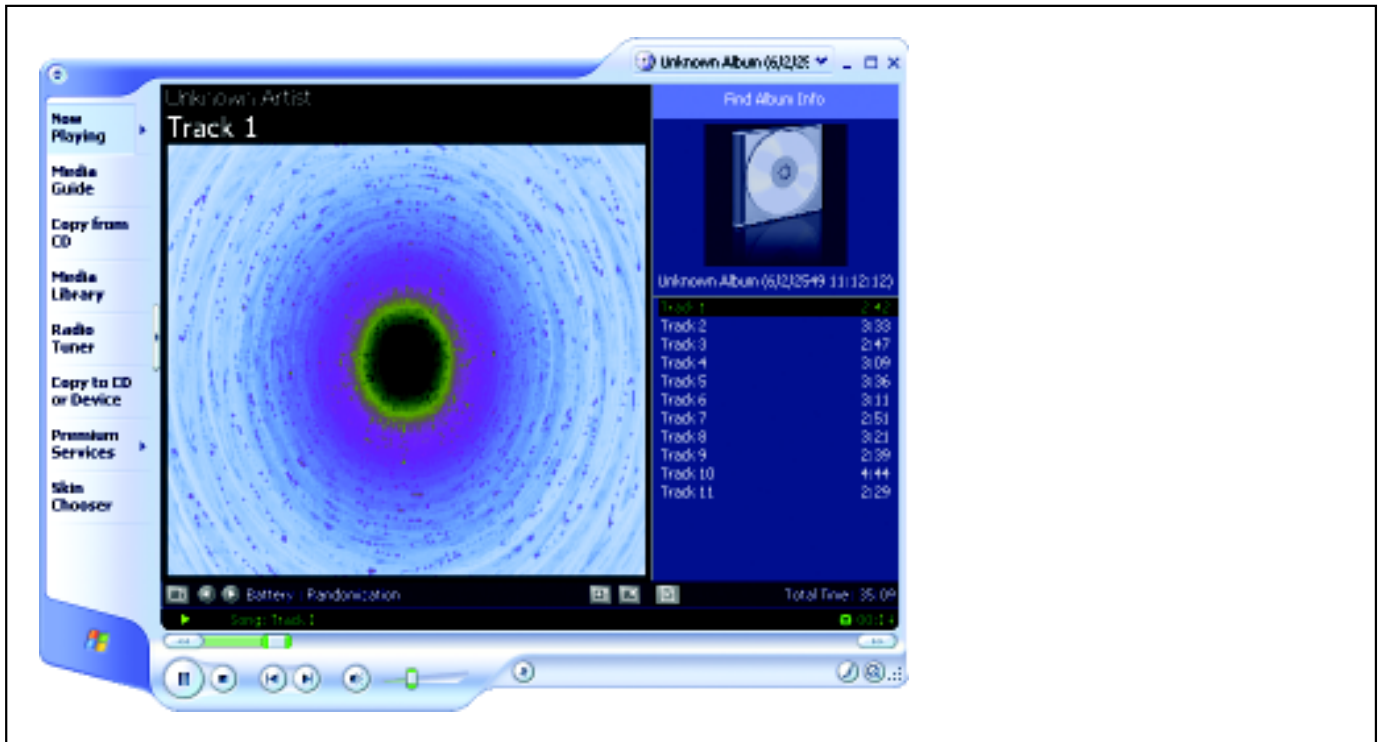 Unknown Album (6/2/25
Now
Playing
Media
Guide
Copy from
CD
Media
Library
Radio
Tuner
Copy to CD
or Device
Premium
Services
Skin
Chooser
Unknown Artist
Track 1
Battery : Randomization
Find Album Info
Unknown Album (6/2/2549 11:12:12)
Track 1 2:42
Track 2 3:33
Track 3 2:47
Track 4 3:09
Track 5 3:36
Track 6 3:11
Track 7 2:51
Track 8 3:21
Track 9 2:39
Track 10 4:44
Track 11 2:29
Total Time: 35:09
Song: Track 1
00:14